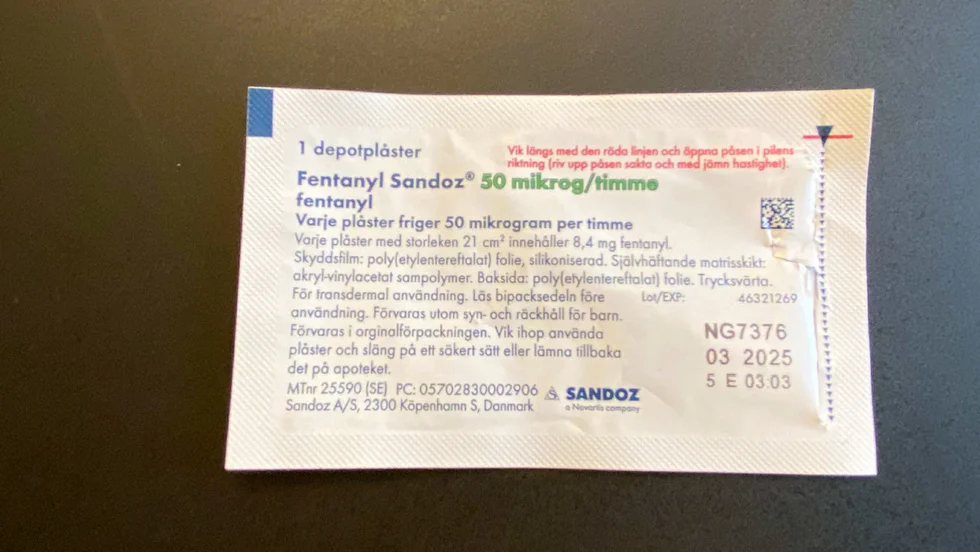 1 depotplåster
Vik längs med den röda linjen och öppna påsen i pilens
riktning (riv upp påsen sakta och med jämn hastighet).
Fentanyl Sandoz® 50 mikrog/timme
fentanyl
Varje plåster friger 50 mikrogram per timme
Varje plåster med storleken 21 cm² innehåller 8,4 mg fentanyl.
Skyddsfilm: poly(etylentereftalat) folie, silikoniserad. Självhäftande matrisskikt:
akryl-vinylacetat sampolymer. Baksida: poly(etylentereftalat) folie. Trycksvärta.
För transdermal användning. Läs bipacksedeln före
användning. Förvaras utom syn- och räckhåll för barn.
Förvaras i orginalförpackningen. Vik ihop använda
plåster och släng på ett säkert sätt eller lämna tillbaka
det på apoteket.
Lot/EXP: 46321269
NG7376
03 2025
5 E 03:03
MTnr 25590 (SE) PC: 05702830002906
Sandoz A/S, 2300 Köpenhamn S, Danmark
SANDOZ
a Novartis company